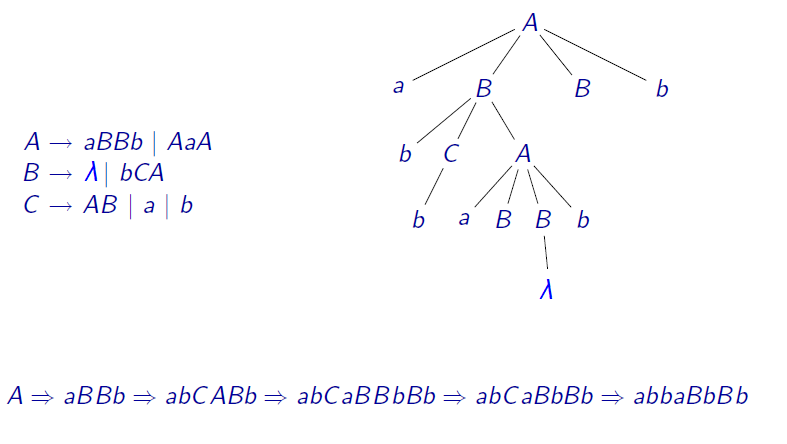 A → aBBb | AaA
B → λ | bCA
C → AB | a | b
A
a B B b
b C A
b a B B b
λ
A ⇒ aBBb ⇒ abCABb ⇒ abCaBBbBb ⇒ abCaBbBb ⇒ abbaBbBb